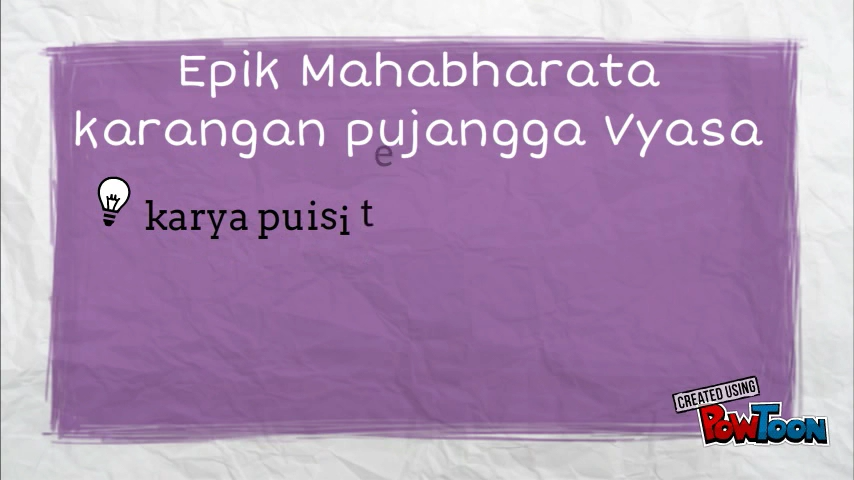 Epik Mahabharata
karangan pujangga Vyasa
karya puisi t
e
CREATED USING
POWTOON